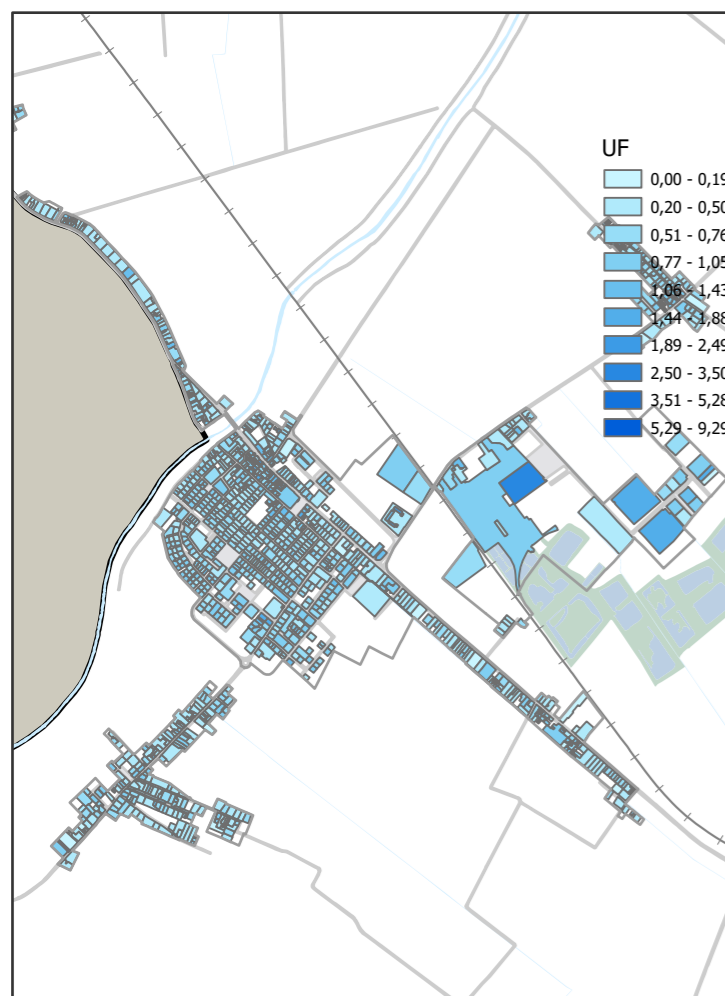 UF
0,00 - 0,19
0,20 - 0,50
0,51 - 0,76
0,77 - 1,05
1,06 - 1,43
1,44 - 1,88
1,89 - 2,49
2,50 - 3,50
3,51 - 5,28
5,29 - 9,29